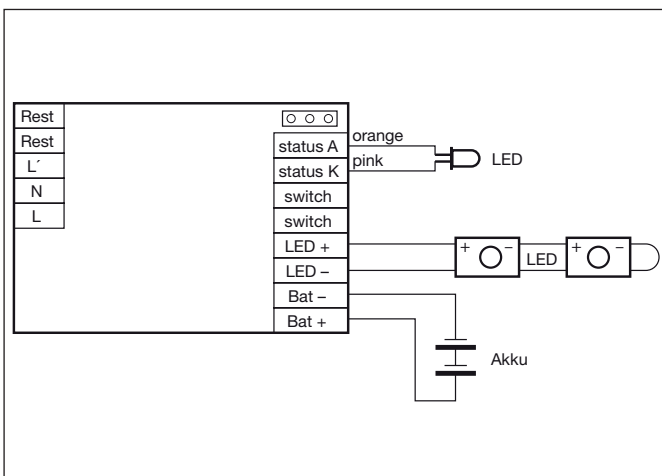 Rest
Rest
L´
N
L
status A
status K
switch
switch
LED +
LED –
Bat –
Bat +
orange
pink
LED
+ –
LED
+ –
Akku